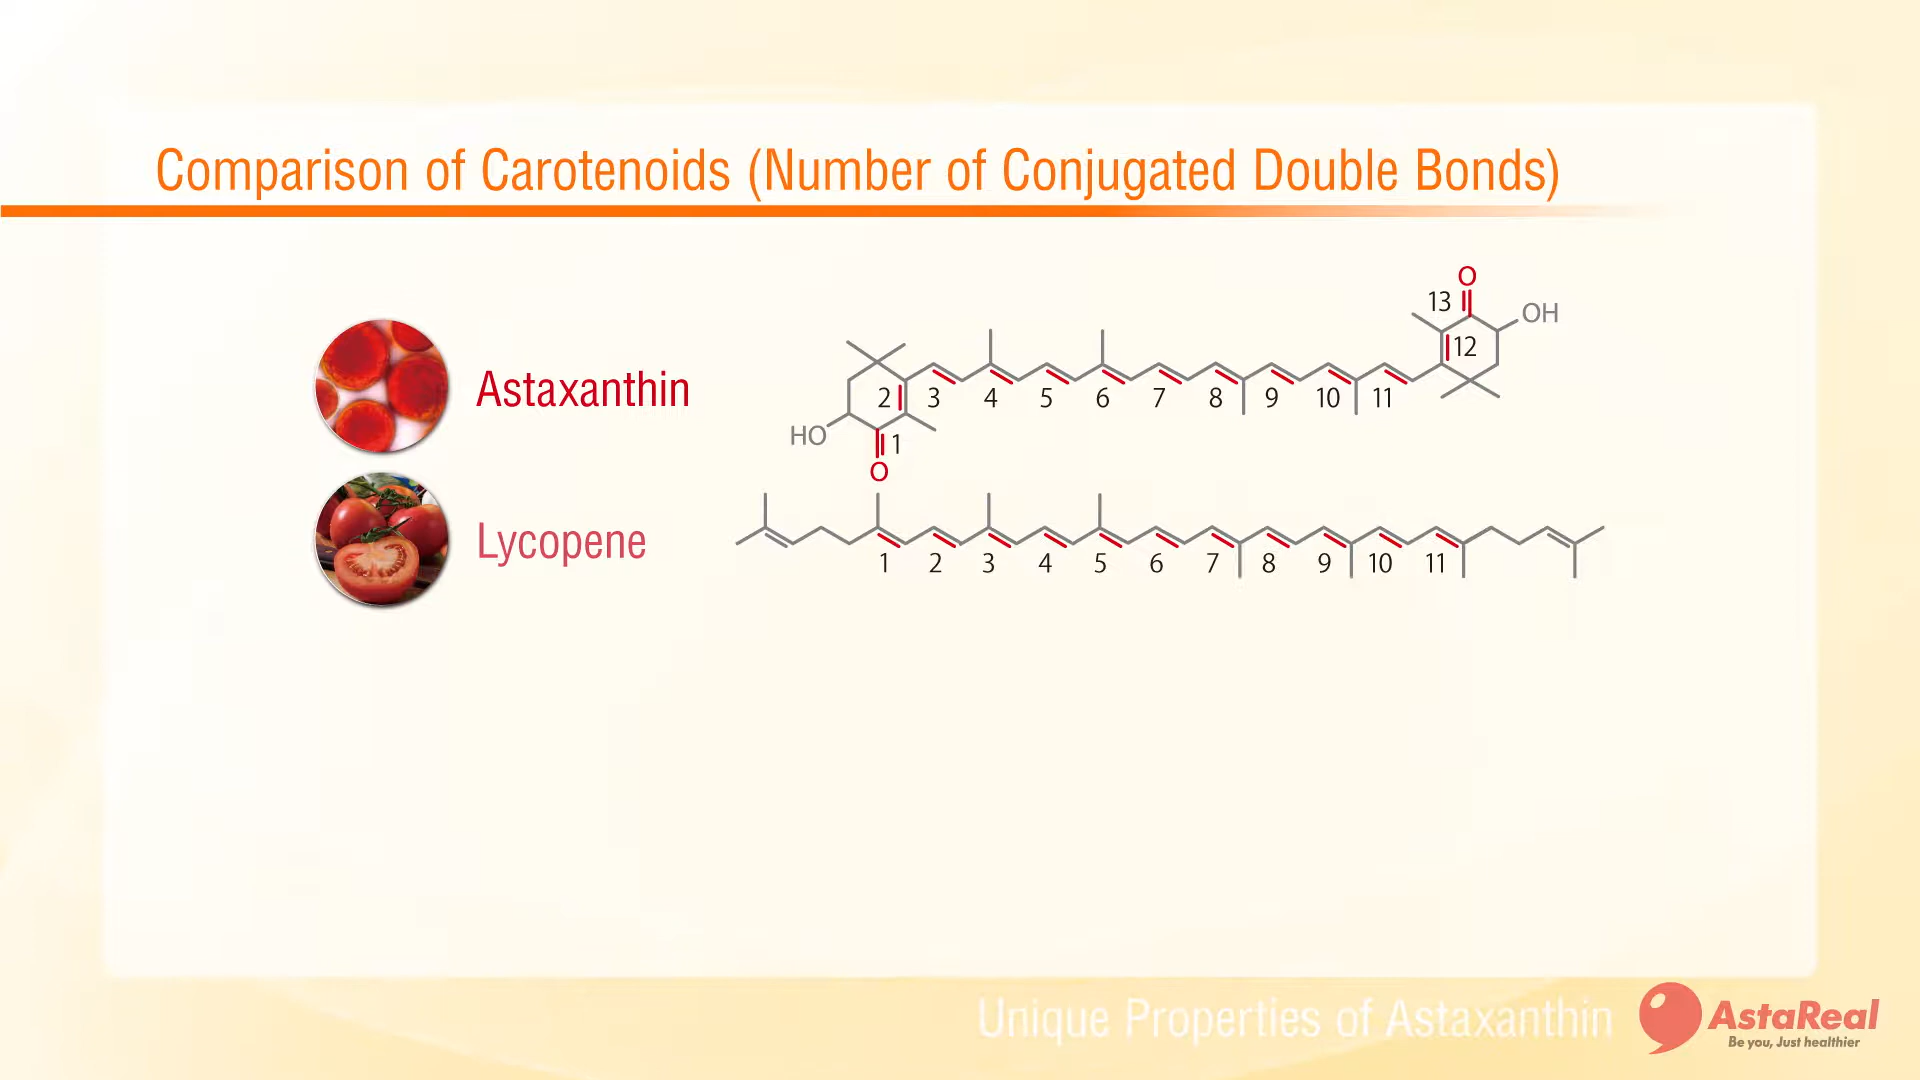 Comparison of Carotenoids (Number of Conjugated Double Bonds)
Astaxanthin
O
13 OH
12
2 3 4 5 6 7 8 9 10 11
HO 1
O
Lycopene
1 2 3 4 5 6 7 8 9 10 11
Unique Properties of Astaxanthin
AstaReal
Be you, Just healthier